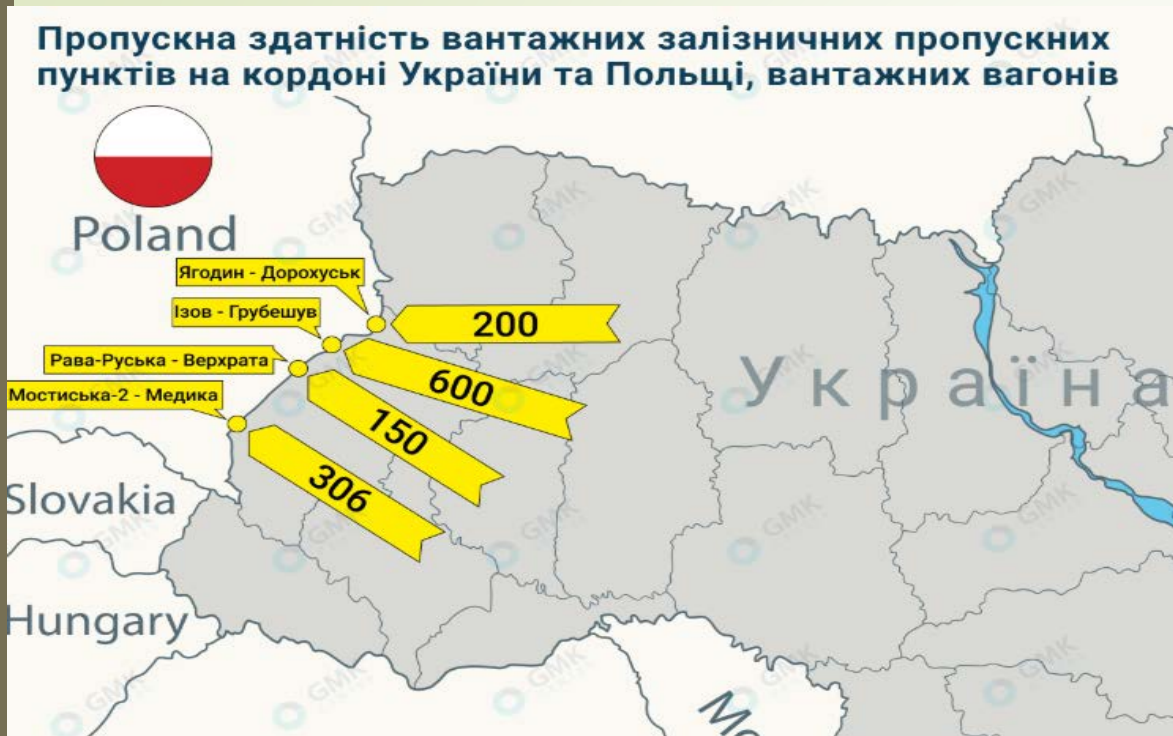 Пропускна здатність вантажних залізничних пропускних
пунктів на кордоні України та Польщі, вантажних вагонів
Poland
Ягодин - Дорохуськ
200
Ізов - Грубешув
600
Рава-Руська - Верхрата
150
Мостиська-2 - Медика
306
Україна
Slovakia
Hungary
GMK